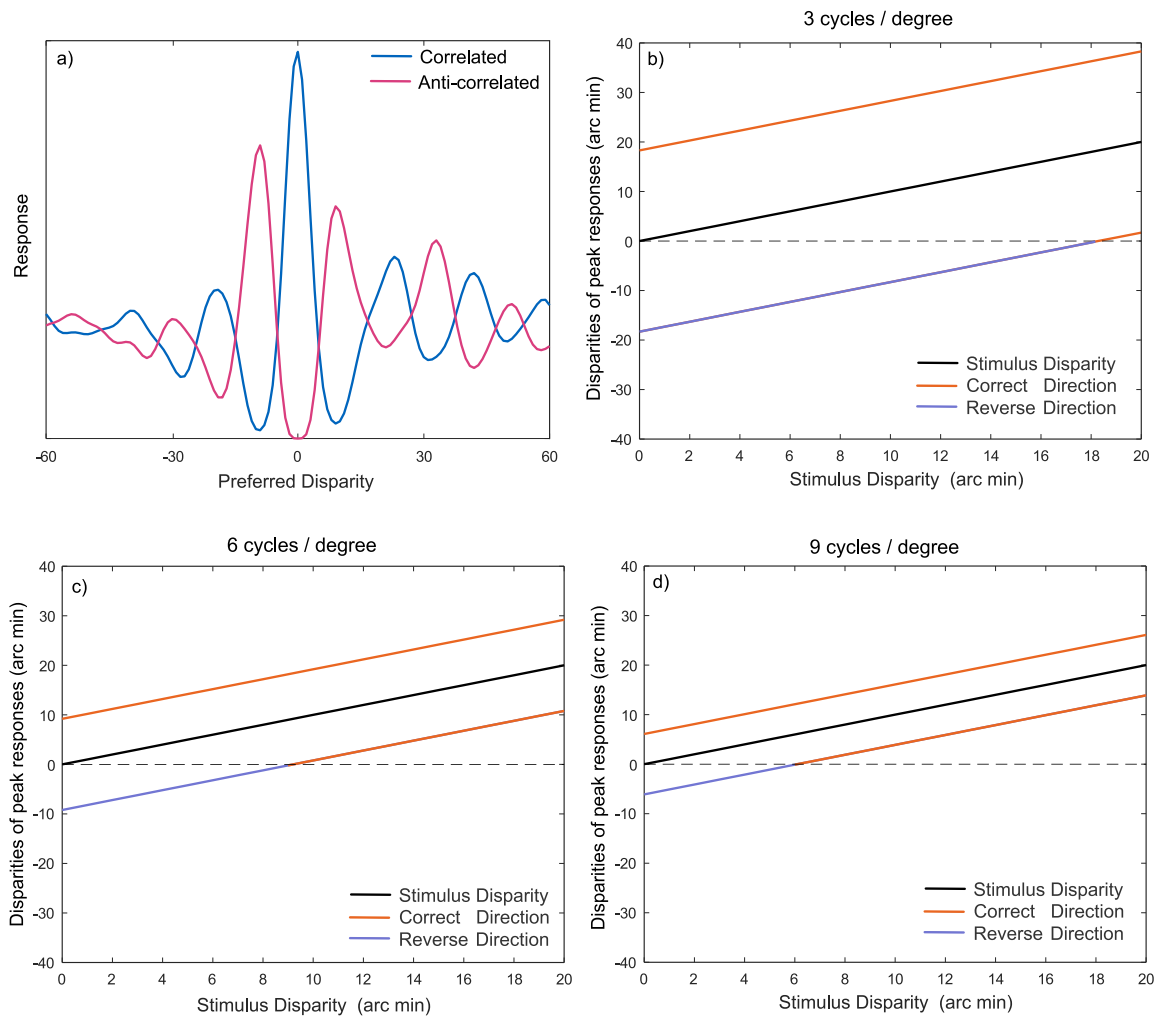 a)
Correlated
Anti-correlated
Response
-60
-30
0
30
60
Preferred Disparity
3 cycles / degree
b)
Disparities of peak responses (arc min)
40
30
20
10
0
-10
-20
-30
-40
Stimulus Disparity
Correct Direction
Reverse Direction
0 2 4 6 8 10 12 14 16 18 20
Stimulus Disparity (arc min)
6 cycles / degree
c)
Disparities of peak responses (arc min)
40
30
20
10
0
-10
-20
-30
-40
Stimulus Disparity
Correct Direction
Reverse Direction
0 2 4 6 8 10 12 14 16 18 20
Stimulus Disparity (arc min)
9 cycles / degree
d)
Disparities of peak responses (arc min)
40
30
20
10
0
-10
-20
-30
-40
Stimulus Disparity
Correct Direction
Reverse Direction
0 2 4 6 8 10 12 14 16 18 20
Stimulus Disparity (arc min)